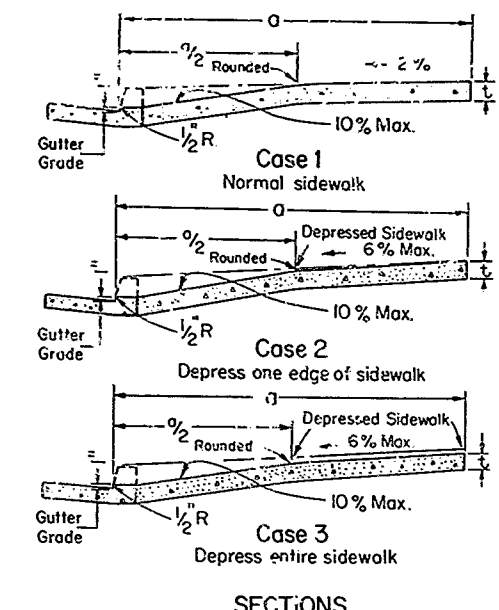 a
a/2
Rounded
2 %
t
10% Max.
1/2" R.
Gutter
Grade
Case 1
Normal sidewalk
a
a/2
Depressed Sidewalk
6% Max.
Rounded
t
10% Max.
1/2" R
Gutter
Grade
Case 2
Depress one edge of sidewalk
a
a/2
Depressed Sidewalk
6% Max.
Rounded
t
10% Max.
1/2" R
Gutter
Grade
Case 3
Depress entire sidewalk
SECTIONS